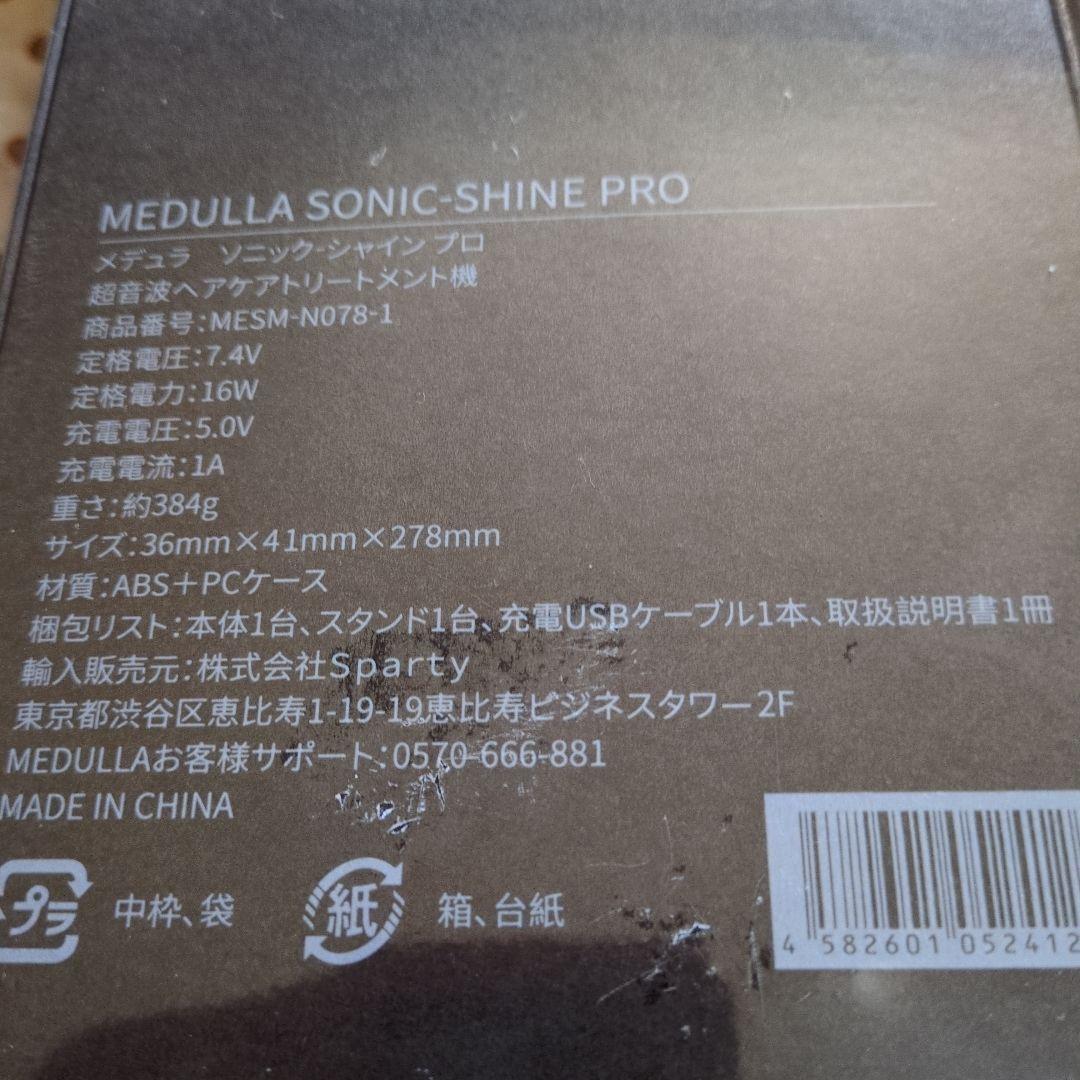 MEDULLA SONIC-SHINE PRO
メデュラ ソニック-シャイン プロ
超音波ヘアケアトリートメント機
商品番号:MESM-N078-1
定格電圧:7.4V
定格電力:16W
充電電圧:5.0V
充電電流:1A
重さ:約384g
サイズ:36mm×41mm×278mm
材質:ABS+PCケース
梱包リスト:本体1台、スタンド1台、充電USBケーブル1本、取扱説明書1冊
輸入販売元:株式会社Sparty
東京都渋谷区恵比寿1-19-19恵比寿ビジネスタワー2F
MEDULLAお客様サポート:0570-666-881
MADE IN CHINA
プラ 中枠、袋
紙 箱、台紙
4 582601 052412